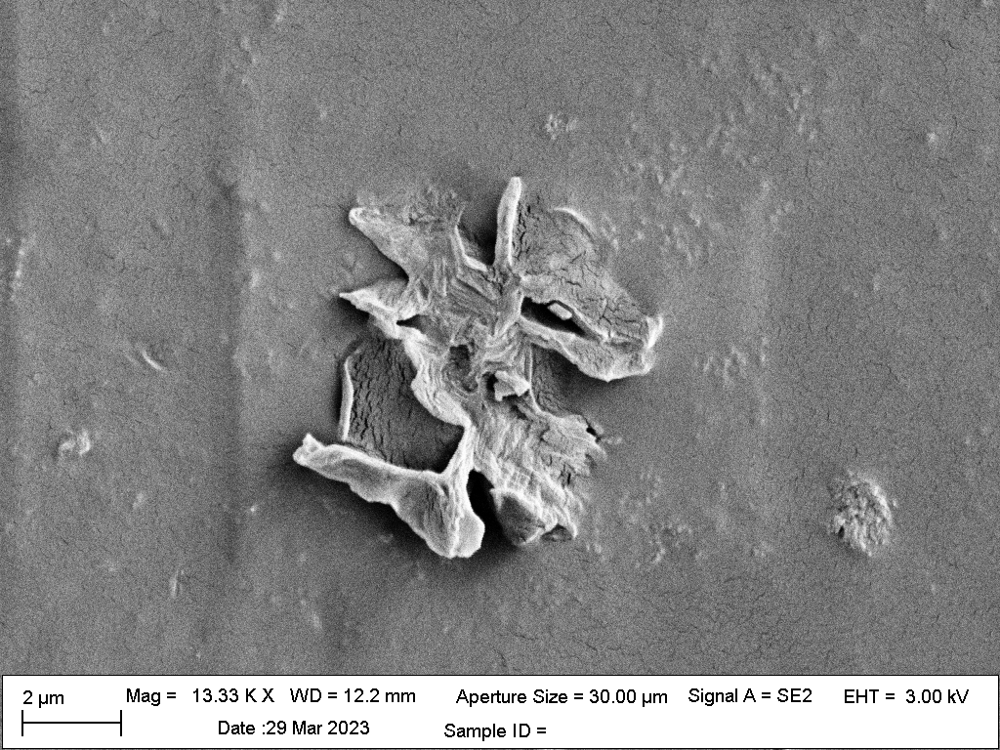 2 µm Mag = 13.33 K X WD = 12.2 mm Aperture Size = 30.00 µm Signal A = SE2 EHT = 3.00 kV
Date :29 Mar 2023 Sample ID =